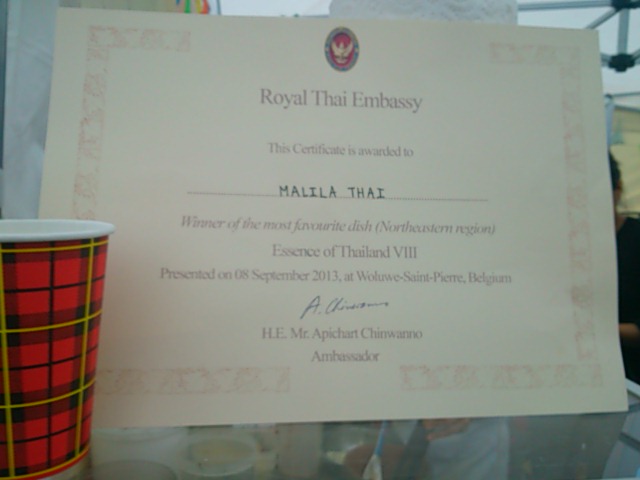 Royal Thai Embassy
This Certificate is awarded to
MALILA THAI
Winner of the most favourite dish (Northeastern region)
Essence of Thailand VIII
Presented on 08 September 2013, at Woluwe-Saint-Pierre, Belgium
A. Chinwanno
H.E. Mr. Apichart Chinwanno
Ambassador